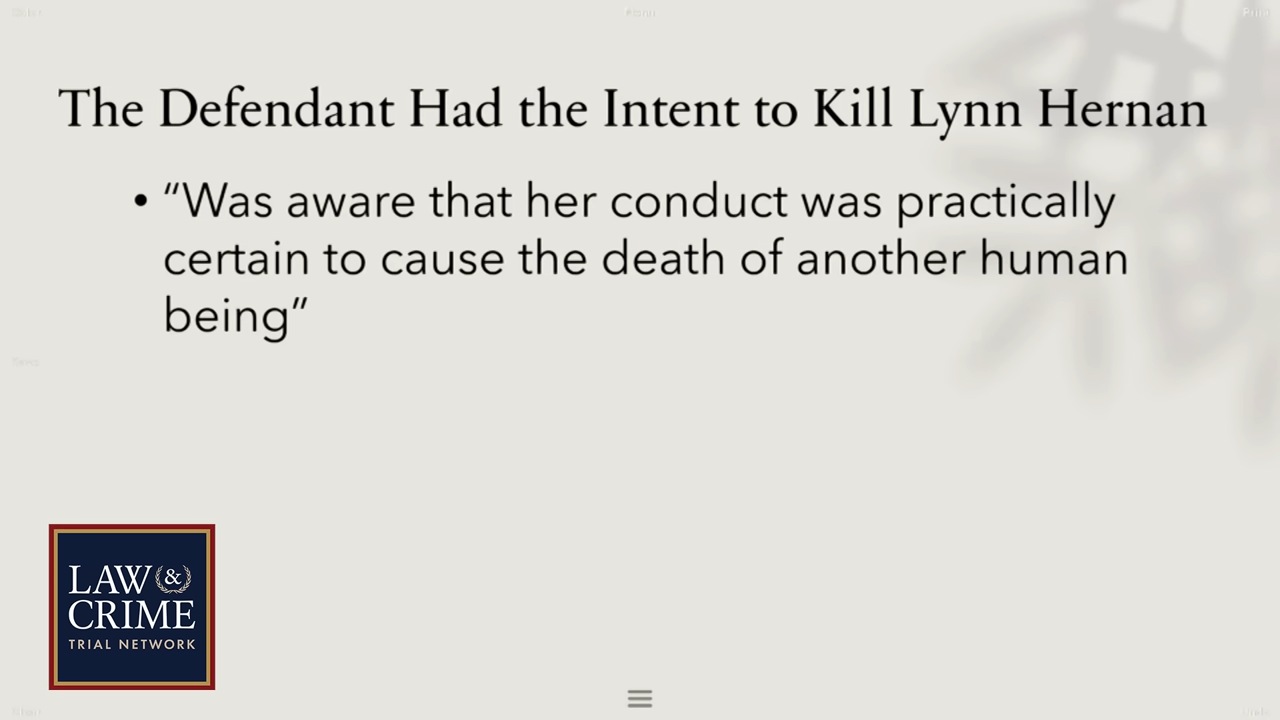 The Defendant Had the Intent to Kill Lynn Hernan
• “Was aware that her conduct was practically
certain to cause the death of another human
being”
LAW &
CRIME
TRIAL NETWORK